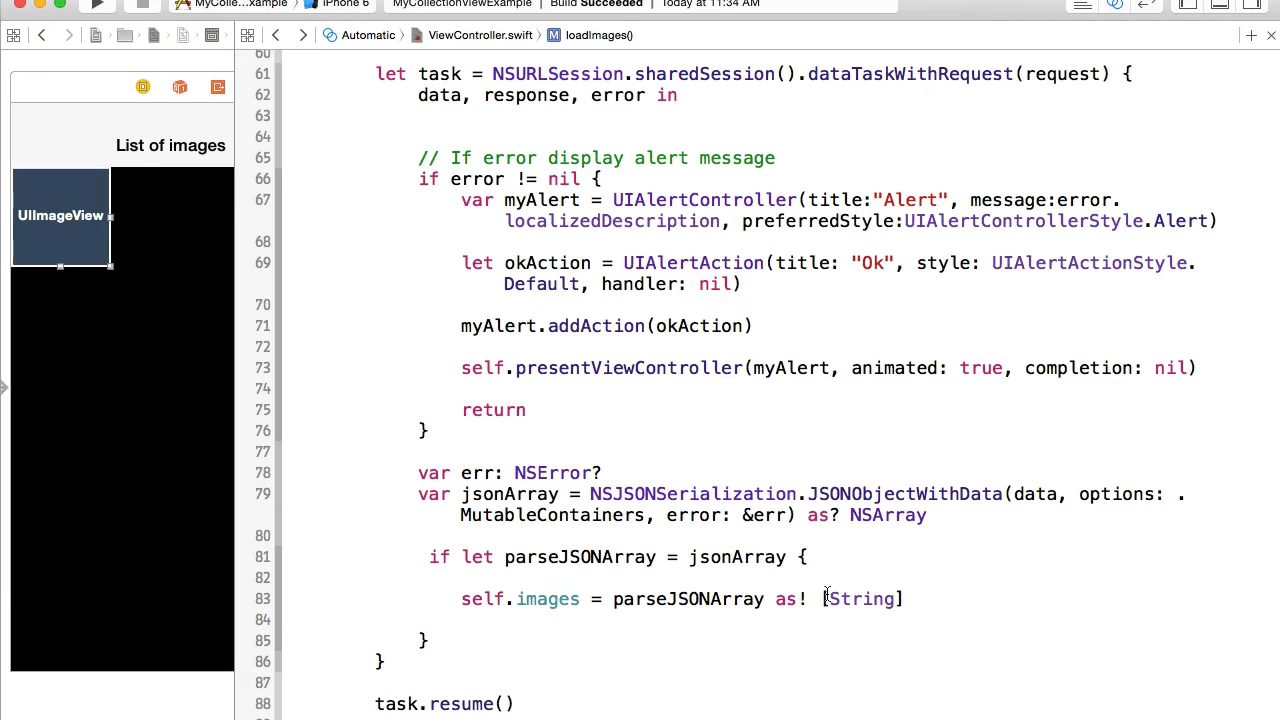 MyColle...xample 〉 iPhone 6
MyCollectionViewExample | Build Succeeded | Today at 11:34 AM
Automatic 〉 ViewController.swift 〉 M loadImages()
List of images
UIImageView
60
61 let task = NSURLSession.sharedSession().dataTaskWithRequest(request) {
62 data, response, error in
63
64
65 // If error display alert message
66 if error != nil {
67 var myAlert = UIAlertController(title:"Alert", message:error.
localizedDescription, preferredStyle:UIAlertControllerStyle.Alert)
68
69 let okAction = UIAlertAction(title: "Ok", style: UIAlertActionStyle.
Default, handler: nil)
70
71 myAlert.addAction(okAction)
72
73 self.presentViewController(myAlert, animated: true, completion: nil)
74
75 return
76 }
77
78 var err: NSError?
79 var jsonArray = NSJSONSerialization.JSONObjectWithData(data, options: .
MutableContainers, error: &err) as? NSArray
80
81 if let parseJSONArray = jsonArray {
82
83 self.images = parseJSONArray as! [String]
84
85 }
86 }
87
88 task.resume()